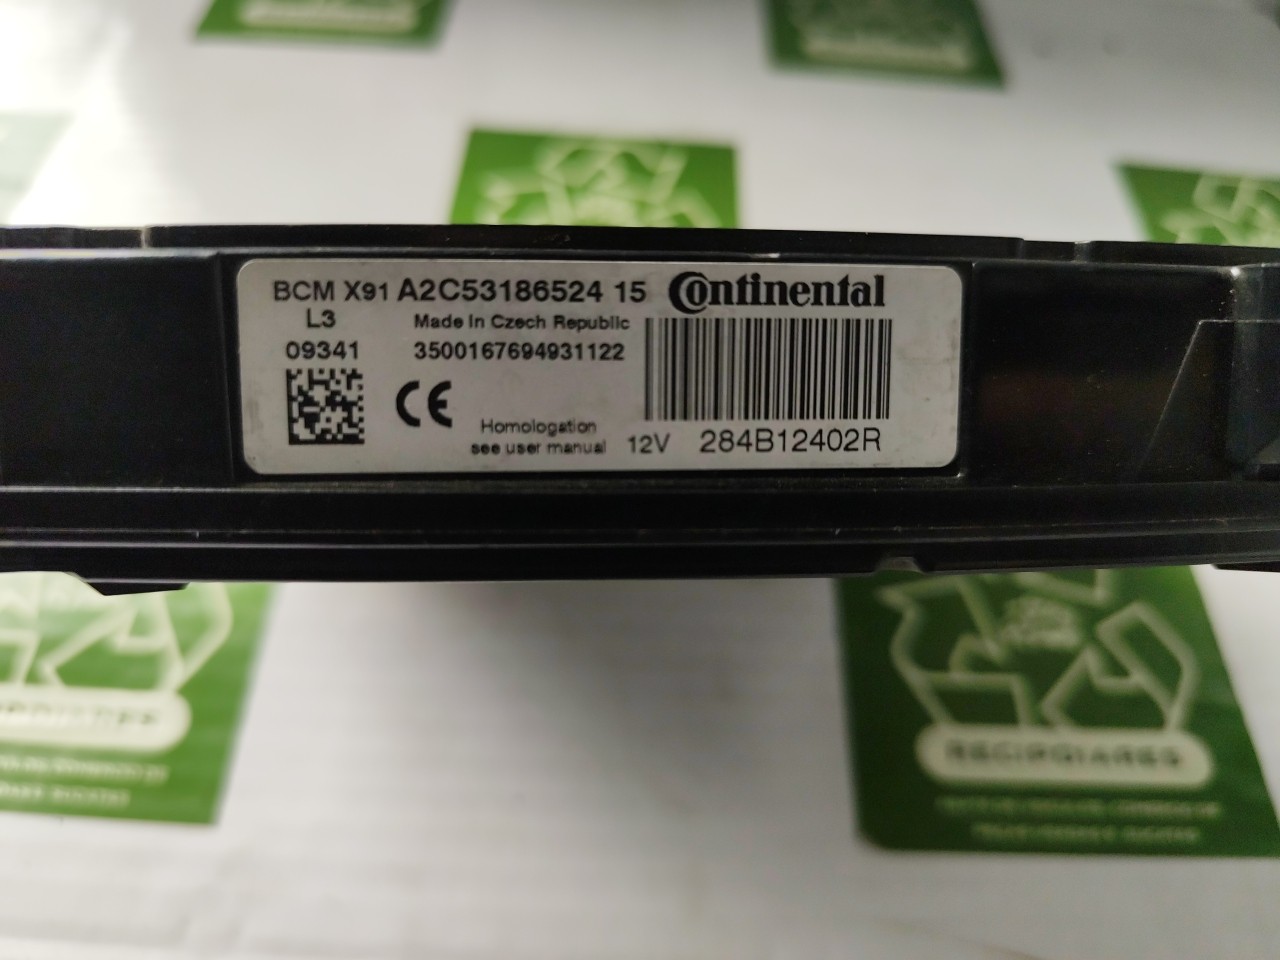 BCM X91 A2C53186524 15 Continental
L3 Made In Czech Republic
09341 3500167694931122
CE
Homologation
see user manual 12V 284B12402R
RECIPOIARES